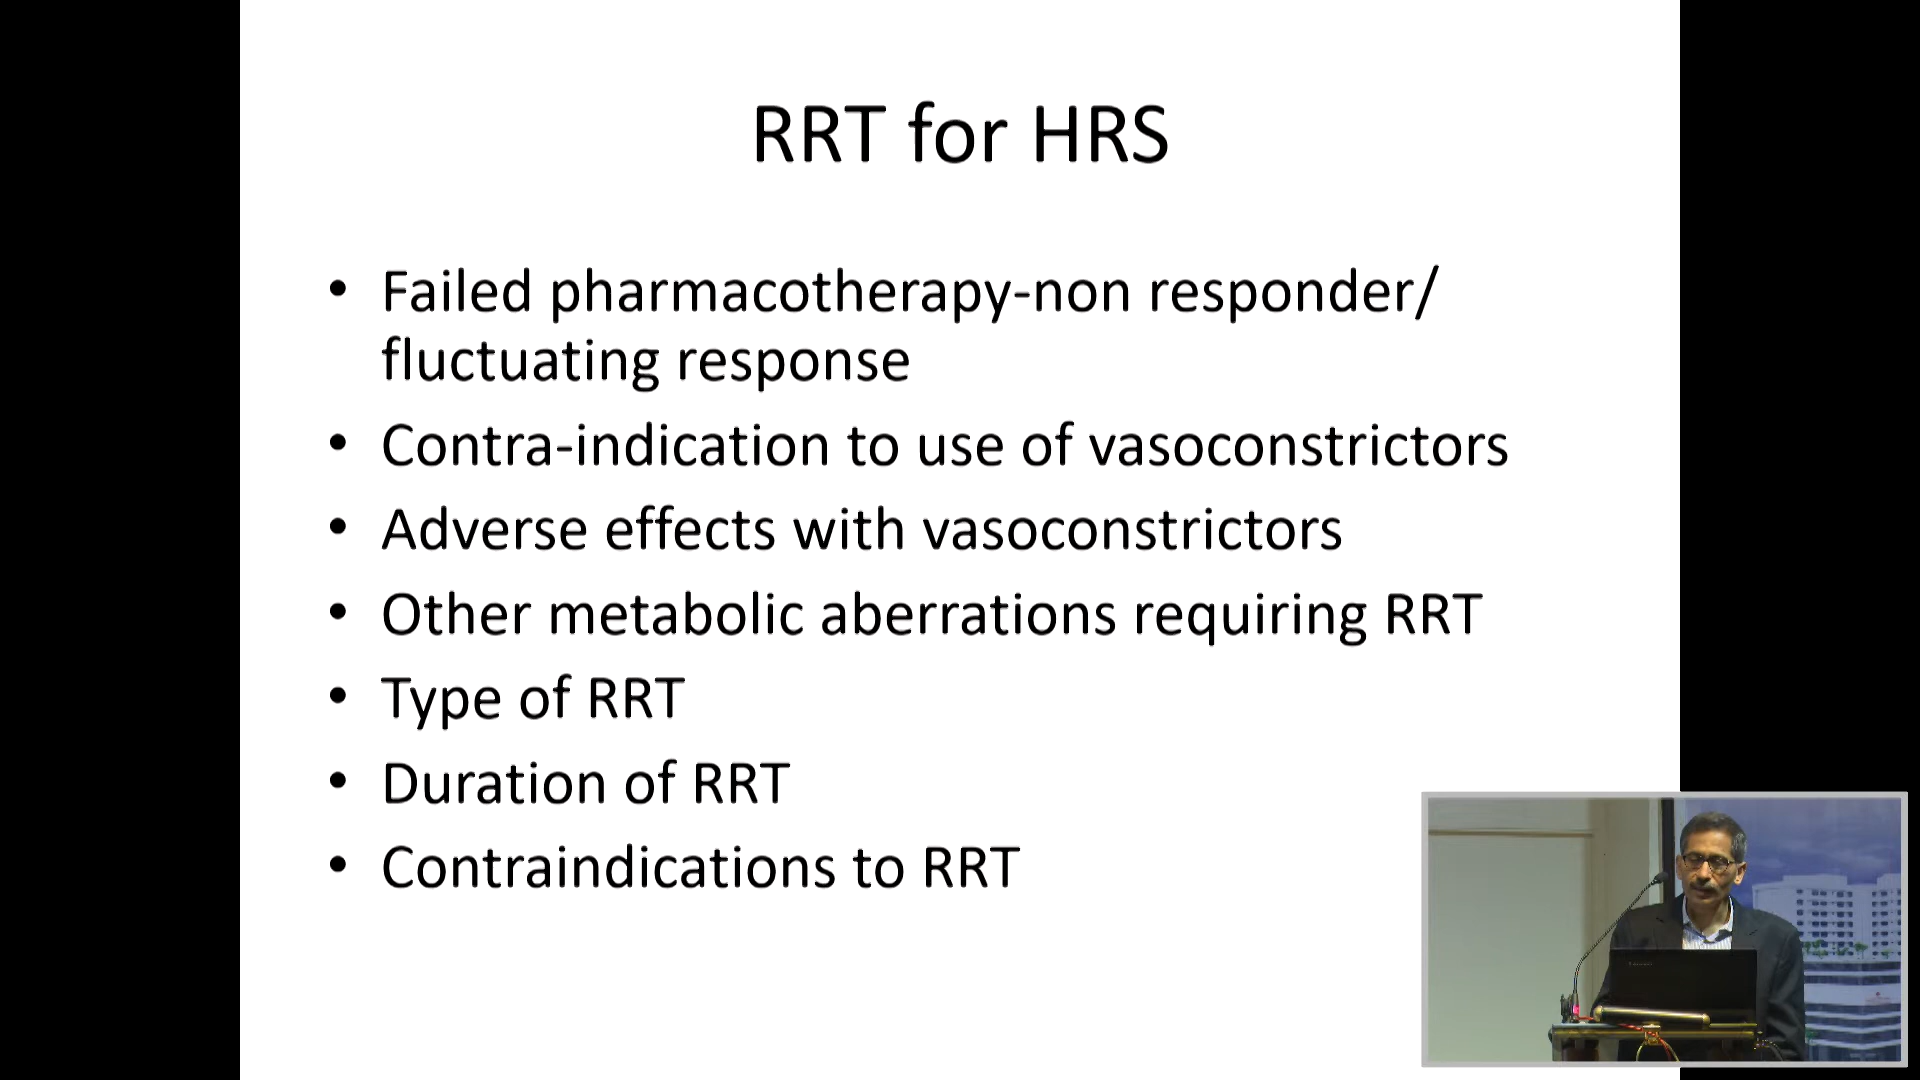 RRT for HRS
• Failed pharmacotherapy-non responder/
fluctuating response
• Contra-indication to use of vasoconstrictors
• Adverse effects with vasoconstrictors
• Other metabolic aberrations requiring RRT
• Type of RRT
• Duration of RRT
• Contraindications to RRT